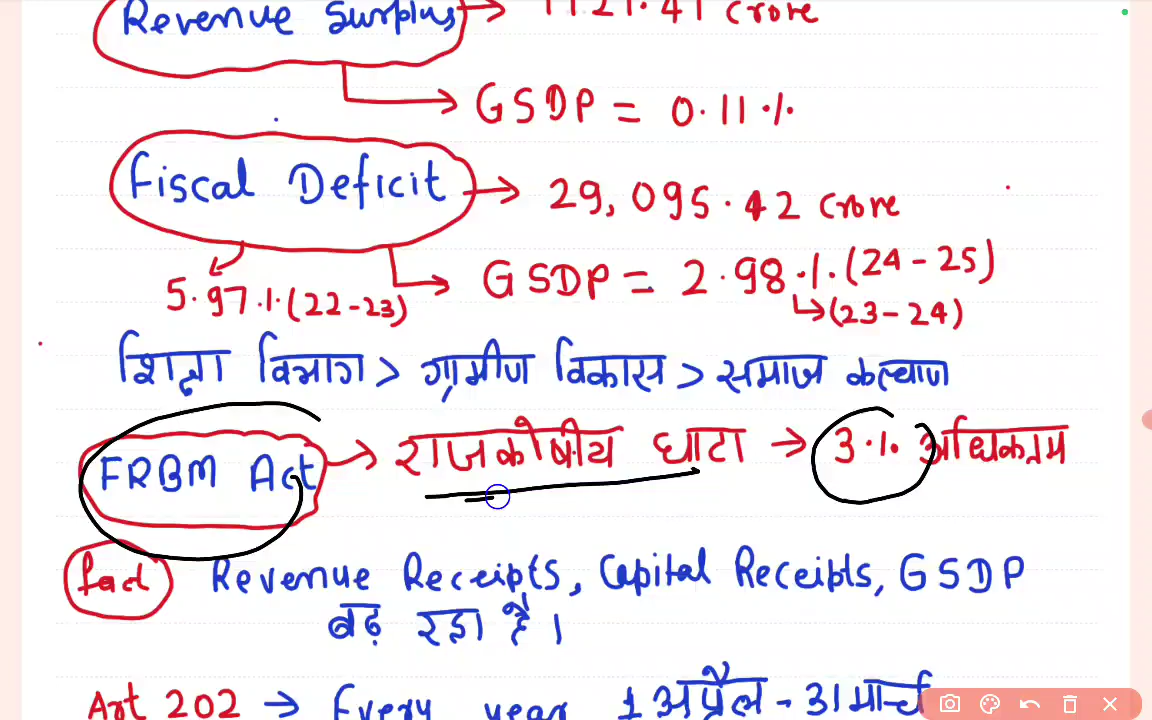 Revenue Surplus → 1121.41 Crore
GSDP = 0.11%
Fiscal Deficit → 29,095.42 Crore
GSDP = 2.98% (24-25)
5.97% (22-23) (23-24)
शिक्षा विभाग > ग्रामीण विकास > समाज कल्याण
FRBM Act → राजकोषीय घाटा → 3% अधिकतम
fact Revenue Receipts, Capital Receipts, GSDP
बढ़ रहा है।
Art 202 → Every year 1 अप्रैल - 31 मार्च